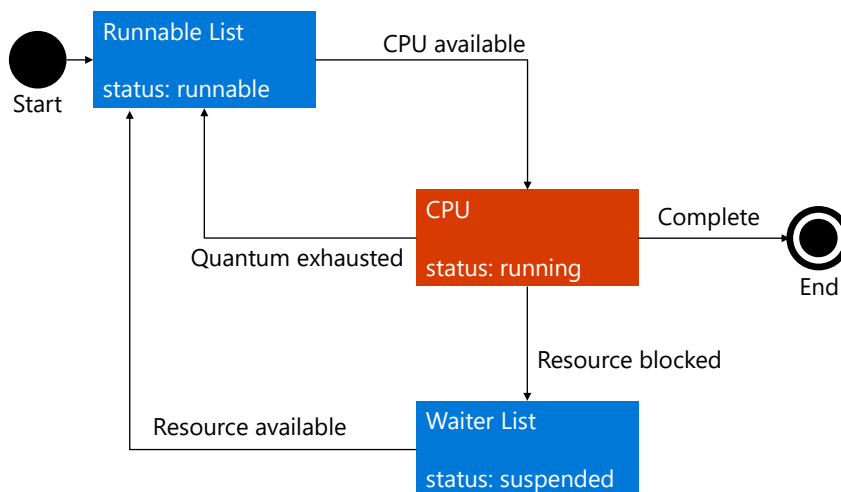 Runnable List
status: runnable
CPU available
Start
CPU
status: running
Complete
Quantum exhausted
End
Resource blocked
Waiter List
status: suspended
Resource available